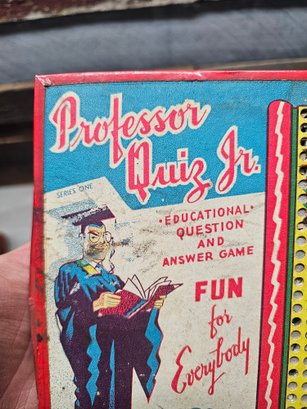 Professor
Quiz Jr.
SERIES ONE
"EDUCATIONAL"
QUESTION
AND
ANSWER GAME
FUN
for
Everybody